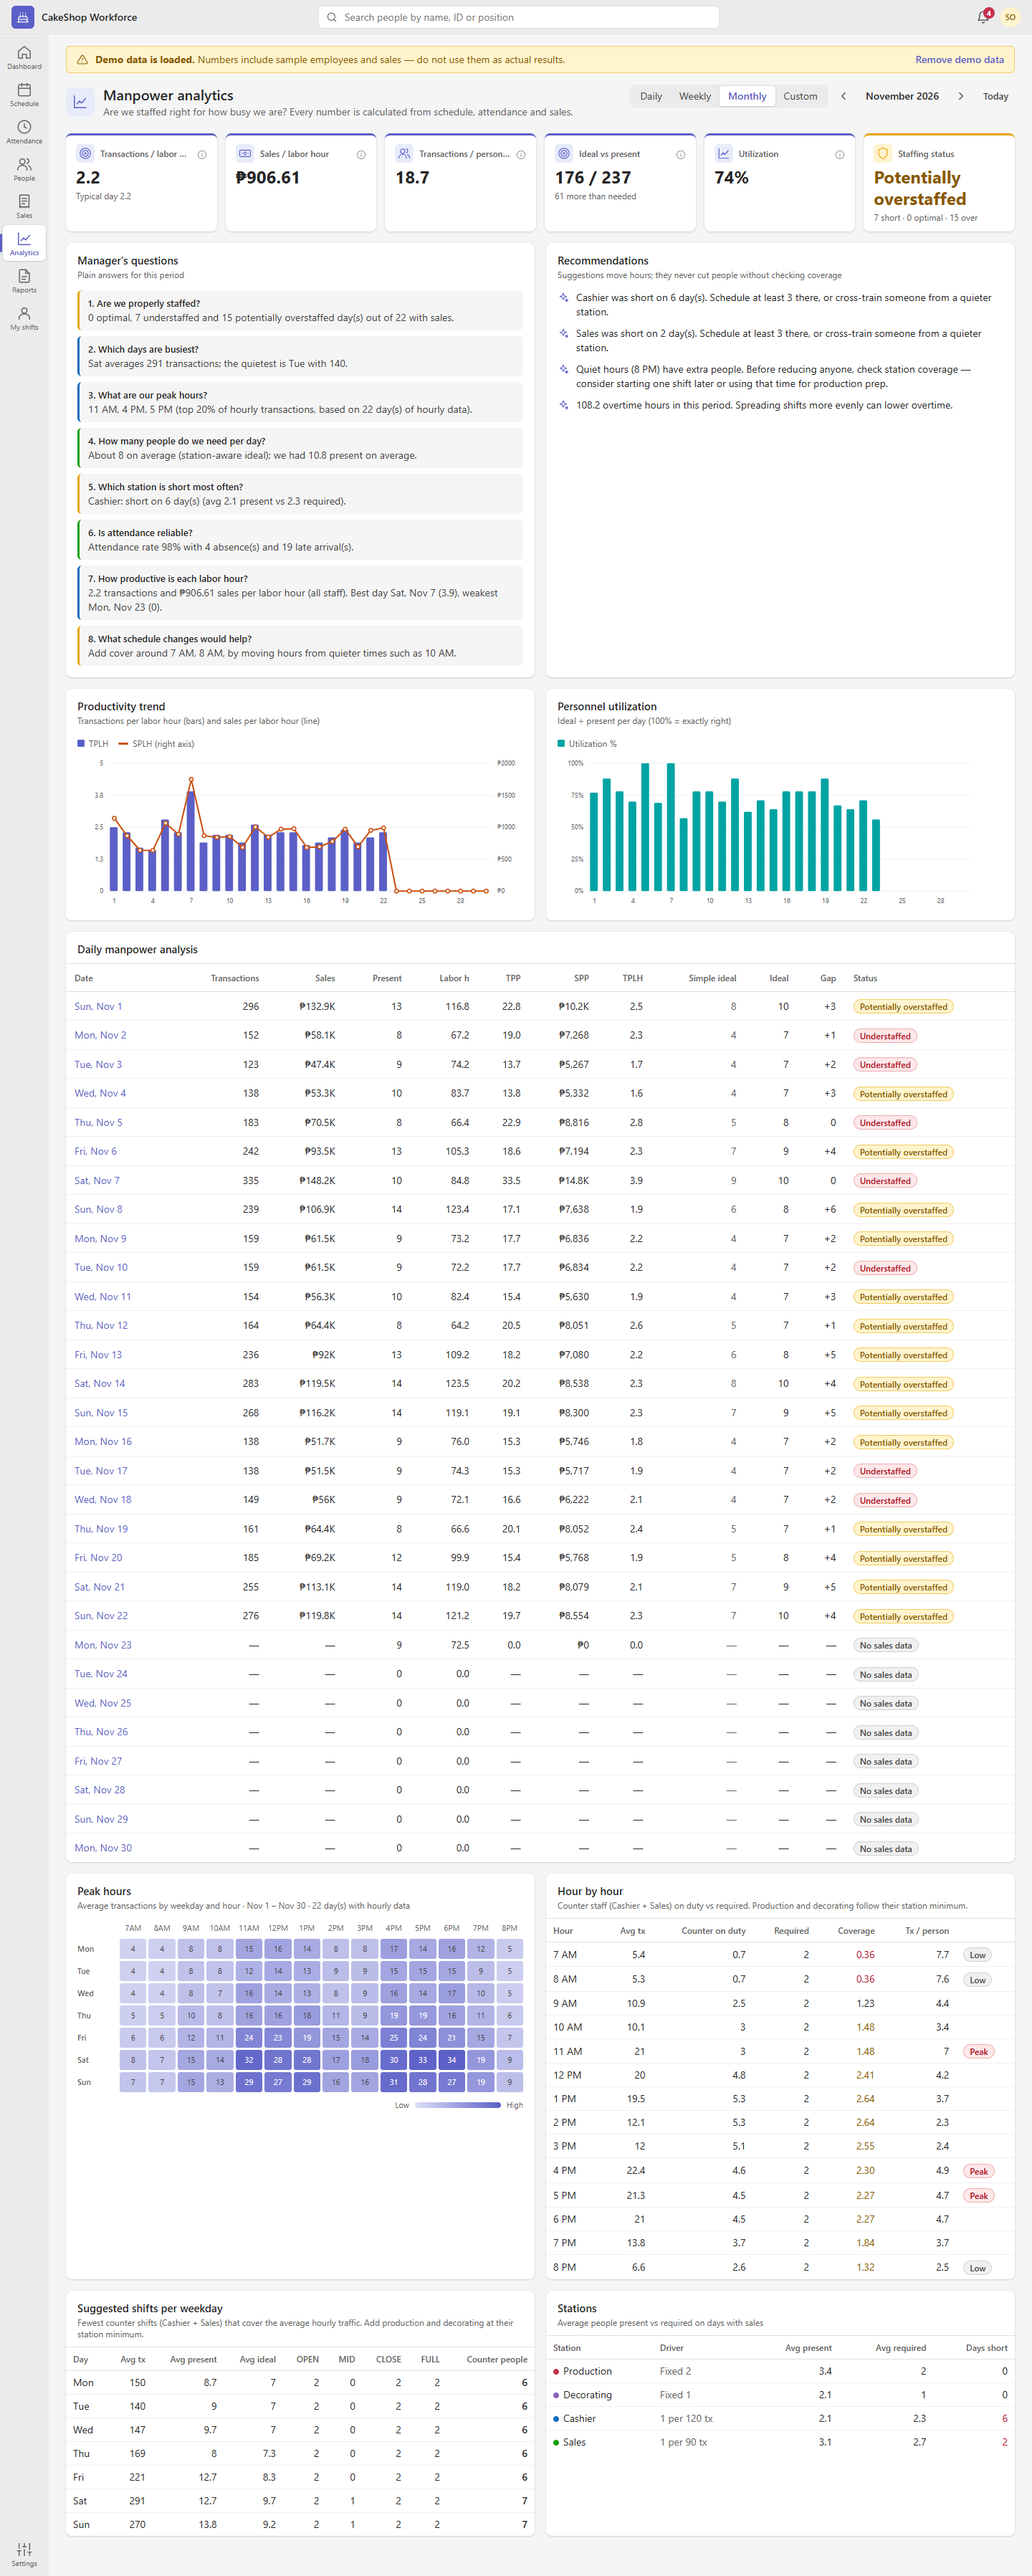 CakeShop Workforce
Search people by name, ID or position
4
SO
Dashboard
Schedule
Attendance
People
Sales
Analytics
Reports
My shifts
Settings
Demo data is loaded. Numbers include sample employees and sales — do not use them as actual results.
Remove demo data
Manpower analytics
Are we staffed right for how busy we are? Every number is calculated from schedule, attendance and sales.
Daily Weekly Monthly Custom November 2026 Today
Transactions / labor ...
2.2
Typical day 2.2
Sales / labor hour
₱906.61
Transactions / person...
18.7
Ideal vs present
176 / 237
61 more than needed
Utilization
74%
Staffing status
Potentially
overstaffed
7 short · 0 optimal · 15 over
Manager's questions
Plain answers for this period
1. Are we properly staffed?
0 optimal, 7 understaffed and 15 potentially overstaffed day(s) out of 22 with sales.
2. Which days are busiest?
Sat averages 291 transactions; the quietest is Tue with 140.
3. What are our peak hours?
11 AM, 4 PM, 5 PM (top 20% of hourly transactions, based on 22 day(s) of hourly data).
4. How many people do we need per day?
About 8 on average (station-aware ideal); we had 10.8 present on average.
5. Which station is short most often?
Cashier: short on 6 day(s) (avg 2.1 present vs 2.3 required).
6. Is attendance reliable?
Attendance rate 98% with 4 absence(s) and 19 late arrival(s).
7. How productive is each labor hour?
2.2 transactions and ₱906.61 sales per labor hour (all staff). Best day Sat, Nov 7 (3.9), weakest
Mon, Nov 23 (0).
8. What schedule changes would help?
Add cover around 7 AM, 8 AM, by moving hours from quieter times such as 10 AM.
Recommendations
Suggestions move hours; they never cut people without checking coverage
Cashier was short on 6 day(s). Schedule at least 3 there, or cross-train someone from a quieter
station.
Sales was short on 2 day(s). Schedule at least 3 there, or cross-train someone from a quieter
station.
Quiet hours (8 PM) have extra people. Before reducing anyone, check station coverage —
consider starting one shift later or using that time for production prep.
108.2 overtime hours in this period. Spreading shifts more evenly can lower overtime.
Productivity trend
Transactions per labor hour (bars) and sales per labor hour (line)
TPLH SPLH (right axis)
5 ₱2000
3.8 ₱1500
2.5 ₱1000
1.3 ₱500
0 ₱0
1 4 7 10 13 16 19 22 25 28
Personnel utilization
Ideal ÷ present per day (100% = exactly right)
Utilization %
100%
75%
50%
25%
0%
1 4 7 10 13 16 19 22 25 28
Daily manpower analysis
Date Transactions Sales Present Labor h TPP SPP TPLH Simple ideal Ideal Gap Status
Sun, Nov 1 296 ₱132.9K 13 116.8 22.8 ₱10.2K 2.5 8 10 +3 Potentially overstaffed
Mon, Nov 2 152 ₱58.1K 8 67.2 19.0 ₱7,268 2.3 4 7 +1 Understaffed
Tue, Nov 3 123 ₱47.4K 9 74.2 13.7 ₱5,267 1.7 4 7 +2 Understaffed
Wed, Nov 4 138 ₱53.3K 10 83.7 13.8 ₱5,332 1.6 4 7 +3 Potentially overstaffed
Thu, Nov 5 183 ₱70.5K 8 66.4 22.9 ₱8,816 2.8 5 8 0 Understaffed
Fri, Nov 6 242 ₱93.5K 13 105.3 18.6 ₱7,194 2.3 7 9 +4 Potentially overstaffed
Sat, Nov 7 335 ₱148.2K 10 84.8 33.5 ₱14.8K 3.9 9 10 0 Understaffed
Sun, Nov 8 239 ₱106.9K 14 123.4 17.1 ₱7,638 1.9 6 8 +6 Potentially overstaffed
Mon, Nov 9 159 ₱61.5K 9 73.2 17.7 ₱6,836 2.2 4 7 +2 Potentially overstaffed
Tue, Nov 10 159 ₱61.5K 9 72.2 17.7 ₱6,834 2.2 4 7 +2 Understaffed
Wed, Nov 11 154 ₱56.3K 10 82.4 15.4 ₱5,630 1.9 4 7 +3 Potentially overstaffed
Thu, Nov 12 164 ₱64.4K 8 64.2 20.5 ₱8,051 2.6 5 7 +1 Potentially overstaffed
Fri, Nov 13 236 ₱92K 13 109.2 18.2 ₱7,080 2.2 6 8 +5 Potentially overstaffed
Sat, Nov 14 283 ₱119.5K 14 123.5 20.2 ₱8,538 2.3 8 10 +4 Potentially overstaffed
Sun, Nov 15 268 ₱116.2K 14 119.1 19.1 ₱8,300 2.3 7 9 +5 Potentially overstaffed
Mon, Nov 16 138 ₱51.7K 9 76.0 15.3 ₱5,746 1.8 4 7 +2 Potentially overstaffed
Tue, Nov 17 138 ₱51.5K 9 74.3 15.3 ₱5,717 1.9 4 7 +2 Understaffed
Wed, Nov 18 149 ₱56K 9 72.1 16.6 ₱6,222 2.1 4 7 +2 Understaffed
Thu, Nov 19 161 ₱64.4K 8 66.6 20.1 ₱8,052 2.4 5 7 +1 Potentially overstaffed
Fri, Nov 20 185 ₱69.2K 12 99.9 15.4 ₱5,768 1.9 5 8 +4 Potentially overstaffed
Sat, Nov 21 255 ₱113.1K 14 119.0 18.2 ₱8,079 2.1 7 9 +5 Potentially overstaffed
Sun, Nov 22 276 ₱119.8K 14 121.2 19.7 ₱8,554 2.3 7 10 +4 Potentially overstaffed
Mon, Nov 23 — — 9 72.5 0.0 ₱0 0.0 — — — No sales data
Tue, Nov 24 — — 0 0.0 — — — — — — No sales data
Wed, Nov 25 — — 0 0.0 — — — — — — No sales data
Thu, Nov 26 — — 0 0.0 — — — — — — No sales data
Fri, Nov 27 — — 0 0.0 — — — — — — No sales data
Sat, Nov 28 — — 0 0.0 — — — — — — No sales data
Sun, Nov 29 — — 0 0.0 — — — — — — No sales data
Mon, Nov 30 — — 0 0.0 — — — — — — No sales data
Peak hours
Average transactions by weekday and hour · Nov 1 – Nov 30 · 22 day(s) with hourly data
7AM 8AM 9AM 10AM 11AM 12PM 1PM 2PM 3PM 4PM 5PM 6PM 7PM 8PM
Mon 4 4 8 8 15 16 14 8 8 17 14 16 12 5
Tue 4 4 8 8 12 14 13 9 9 15 15 15 9 5
Wed 4 4 8 7 16 14 13 8 9 16 14 17 10 5
Thu 5 5 10 8 16 16 18 11 9 19 19 16 11 6
Fri 6 6 12 11 24 23 19 15 14 25 24 21 15 7
Sat 8 7 15 14 32 28 28 17 18 30 33 34 19 9
Sun 7 7 15 13 29 27 29 16 16 31 28 27 19 9
Low High
Hour by hour
Counter staff (Cashier + Sales) on duty vs required. Production and decorating follow their station minimum.
Hour Avg tx Counter on duty Required Coverage Tx / person
7 AM 5.4 0.7 2 0.36 7.7 Low
8 AM 5.3 0.7 2 0.36 7.6 Low
9 AM 10.9 2.5 2 1.23 4.4
10 AM 10.1 3 2 1.48 3.4
11 AM 21 3 2 1.48 7 Peak
12 PM 20 4.8 2 2.41 4.2
1 PM 19.5 5.3 2 2.64 3.7
2 PM 12.1 5.3 2 2.64 2.3
3 PM 12 5.1 2 2.55 2.4
4 PM 22.4 4.6 2 2.30 4.9 Peak
5 PM 21.3 4.5 2 2.27 4.7 Peak
6 PM 21 4.5 2 2.27 4.7
7 PM 13.8 3.7 2 1.84 3.7
8 PM 6.6 2.6 2 1.32 2.5 Low
Suggested shifts per weekday
Fewest counter shifts (Cashier + Sales) that cover the average hourly traffic. Add production and decorating at their
station minimum.
Day Avg tx Avg present Avg ideal OPEN MID CLOSE FULL Counter people
Mon 150 8.7 7 2 0 2 2 6
Tue 140 9 7 2 0 2 2 6
Wed 147 9.7 7 2 0 2 2 6
Thu 169 8 7.3 2 0 2 2 6
Fri 221 12.7 8.3 2 0 2 2 6
Sat 291 12.7 9.7 2 1 2 2 7
Sun 270 13.8 9.2 2 1 2 2 7
Stations
Average people present vs required on days with sales
Station Driver Avg present Avg required Days short
Production Fixed 2 3.4 2 0
Decorating Fixed 1 2.1 1 0
Cashier 1 per 120 tx 2.1 2.3 6
Sales 1 per 90 tx 3.1 2.7 2